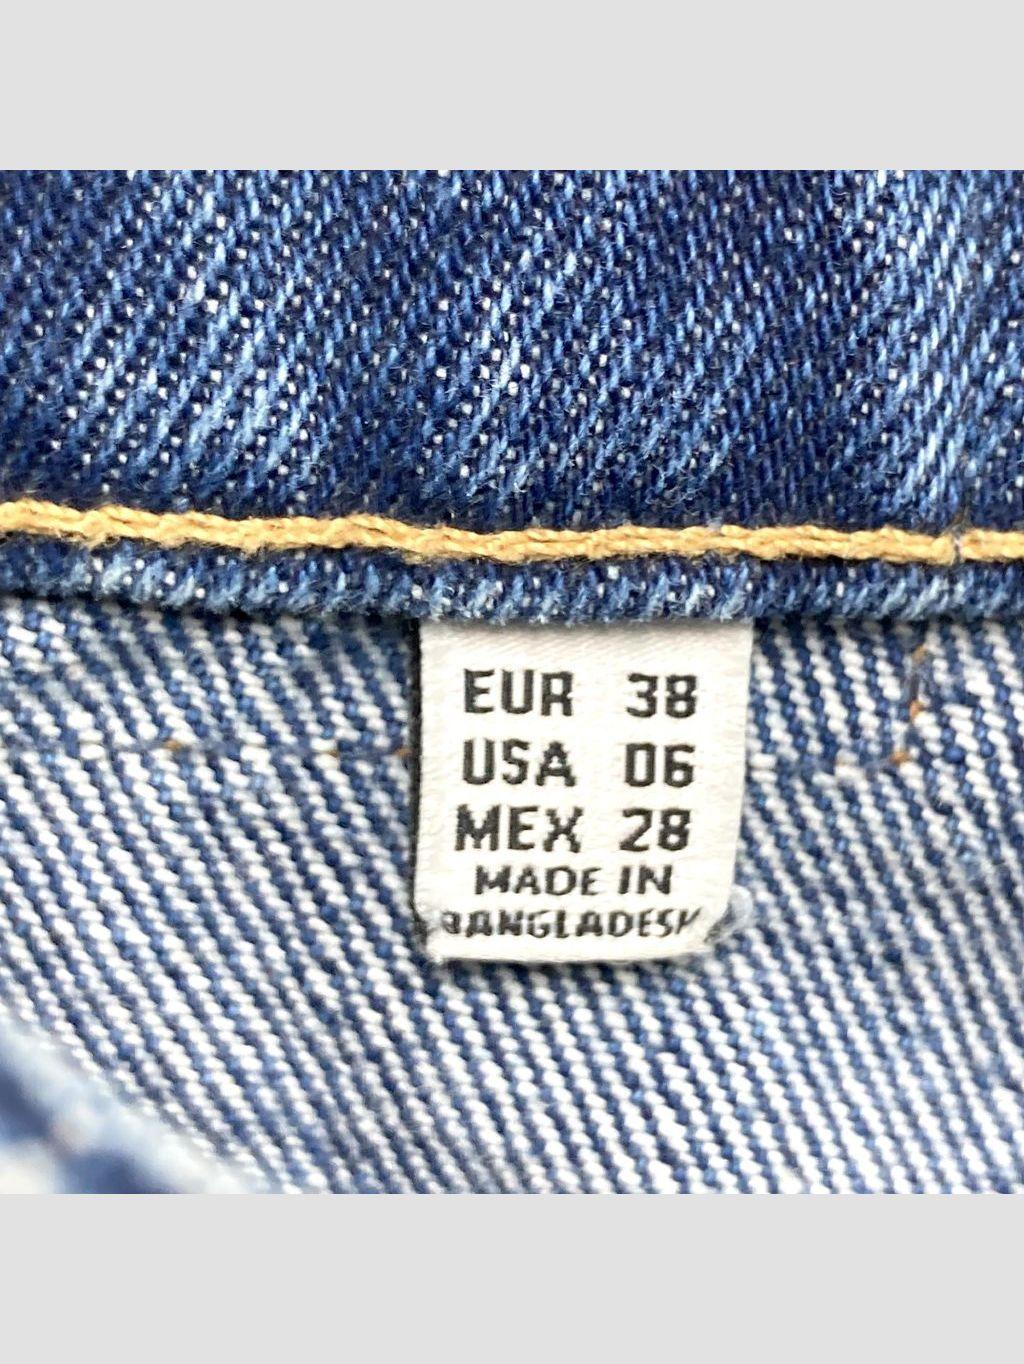 EUR 38
USA 06
MEX 28
MADE IN
BANGLADESH